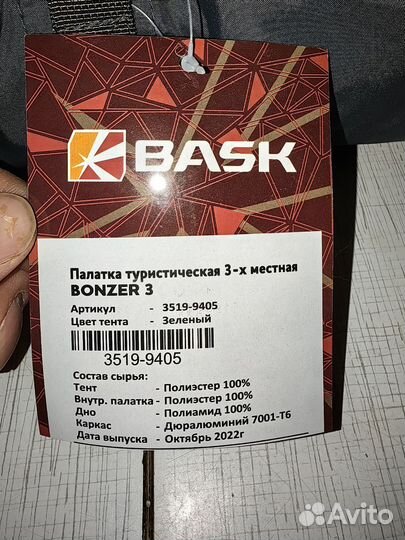 BASK
Палатка туристическая 3-х местная
BONZER 3
Артикул - 3519-9405
Цвет тента - Зеленый
3519-9405
Состав сырья:
Тент - Полиэстер 100%
Внутр. палатка - Полиэстер 100%
Дно - Полиамид 100%
Каркас - Дюралюминий 7001-T6
Дата выпуска - Октябрь 2022г
Avito